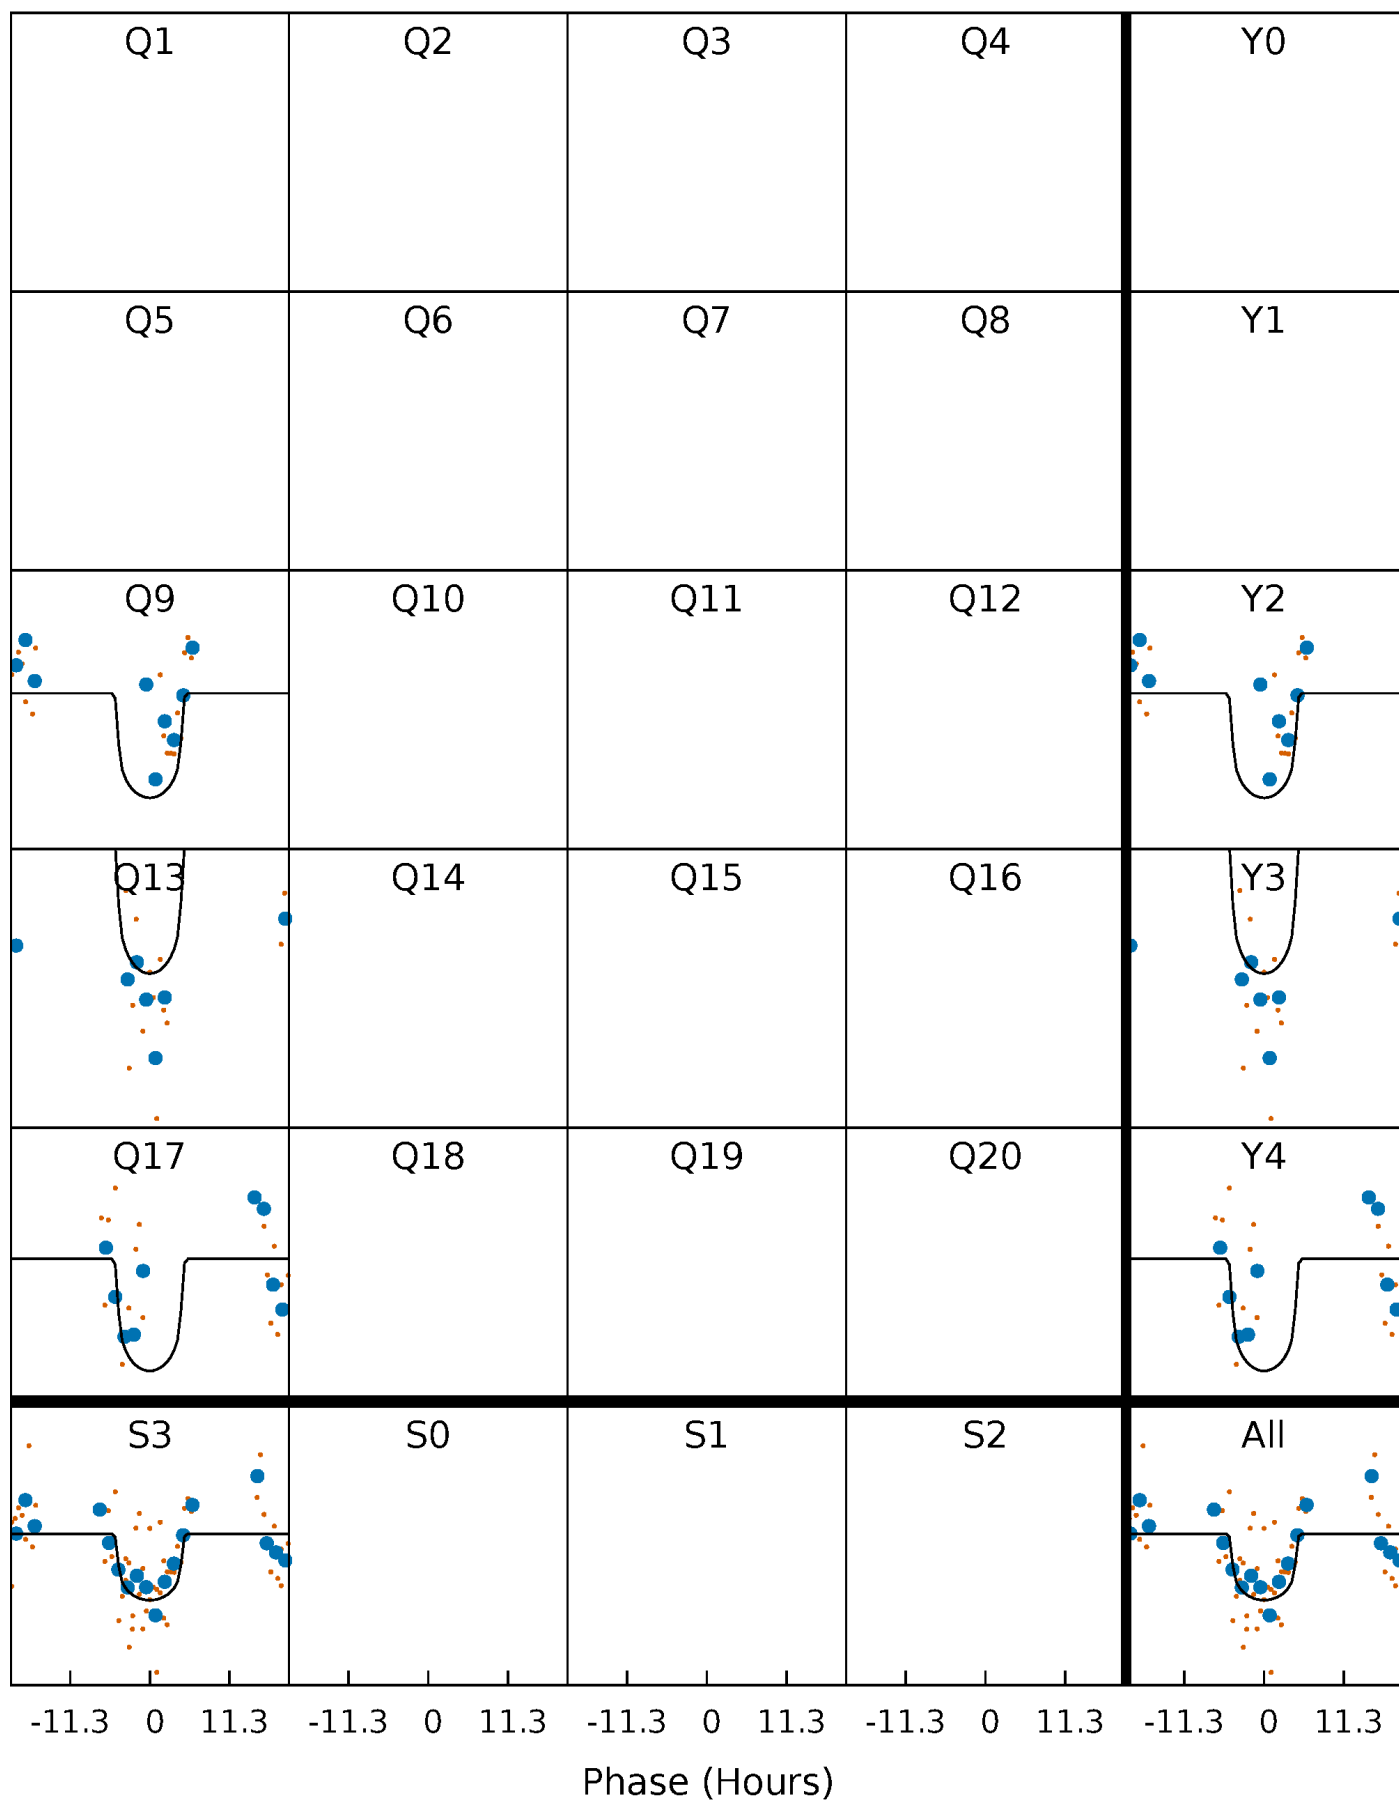 Q1 Q2 Q3 Q4 Y0
Q5 Q6 Q7 Q8 Y1
Q9 Q10 Q11 Q12 Y2
Q13 Q14 Q15 Q16 Y3
Q17 Q18 Q19 Q20 Y4
S3 S0 S1 S2 All
-11.3 0 11.3 -11.3 0 11.3 -11.3 0 11.3 -11.3 0 11.3 -11.3 0 11.3
Phase (Hours)